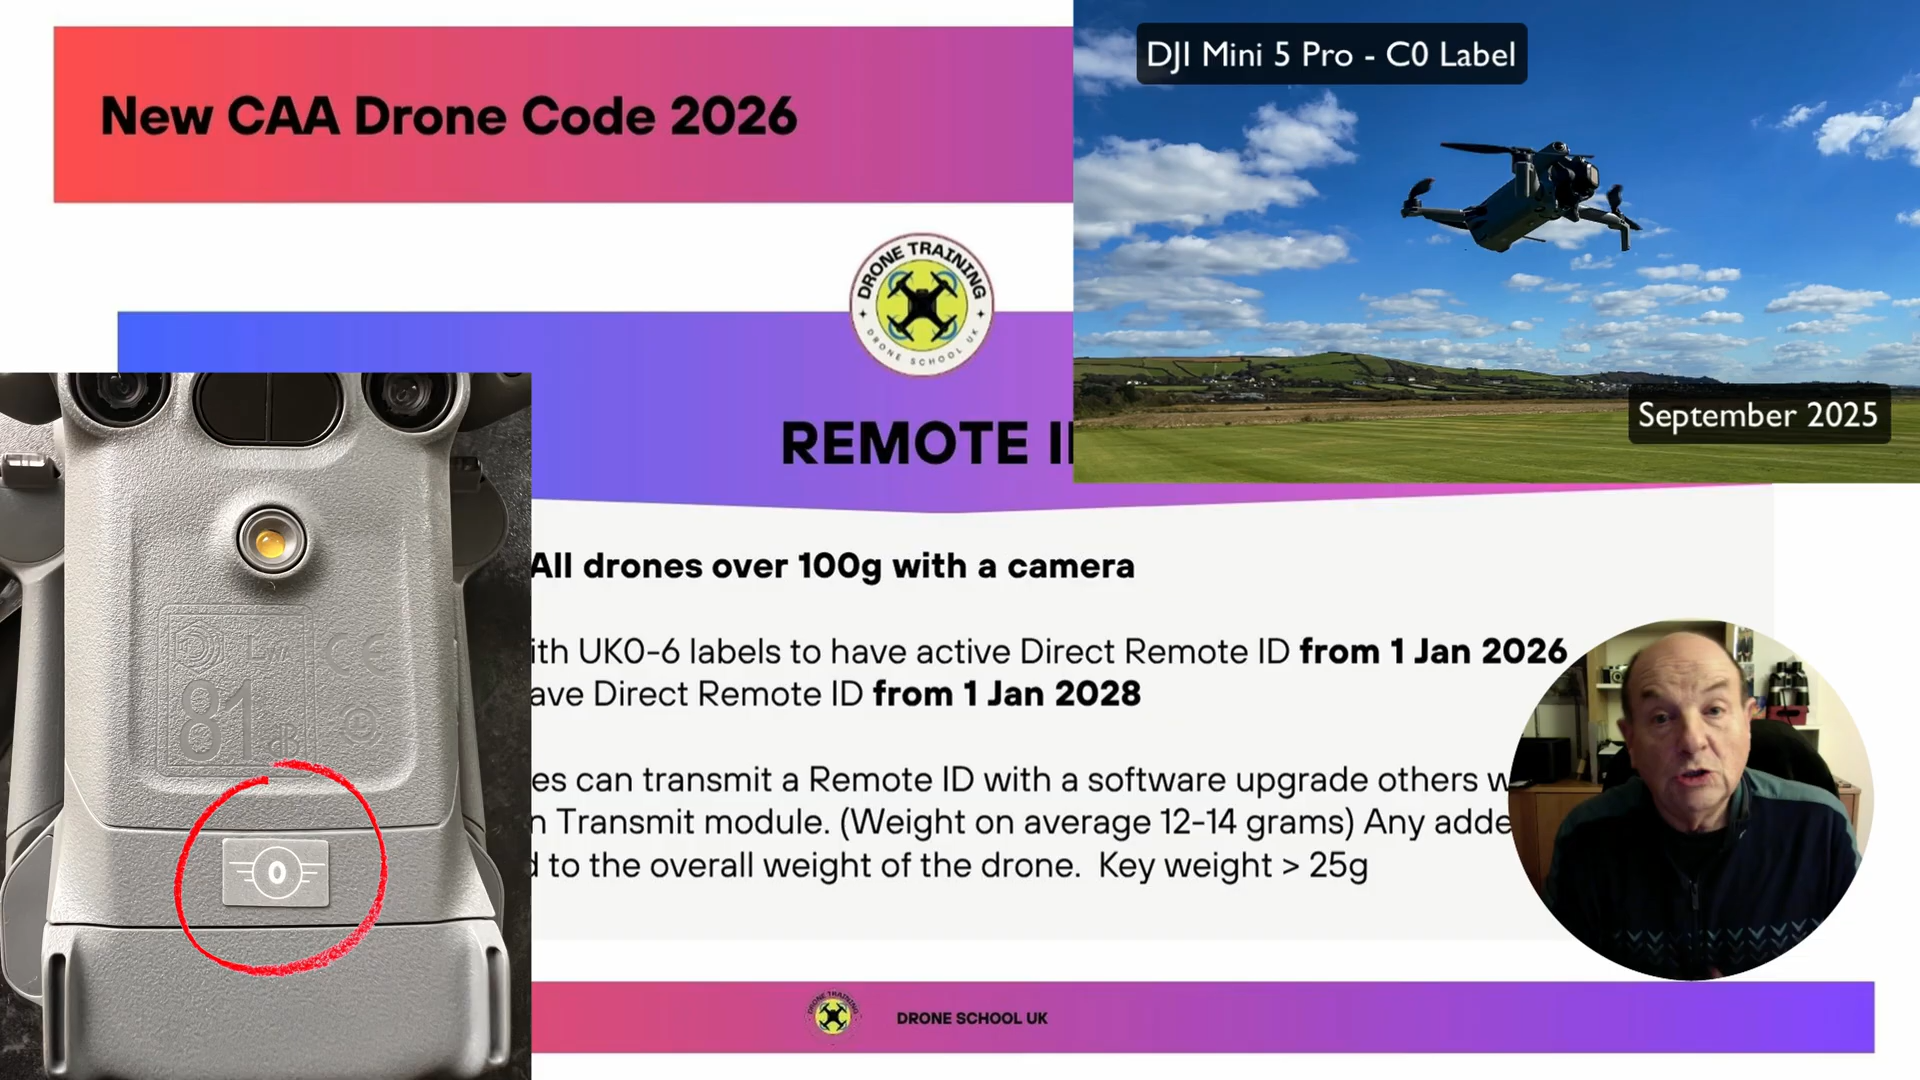 New CAA Drone Code 2026
DJI Mini 5 Pro - C0 Label
DRONE TRAINING
DRONE SCHOOL UK
September 2025
REMOTE
All drones over 100g with a camera
ith UK0-6 labels to have active Direct Remote ID from 1 Jan 2026
ave Direct Remote ID from 1 Jan 2028
es can transmit a Remote ID with a software upgrade others w
n Transmit module. (Weight on average 12-14 grams) Any adde
d to the overall weight of the drone. Key weight > 25g
CE
81 dB
0
DRONE SCHOOL UK